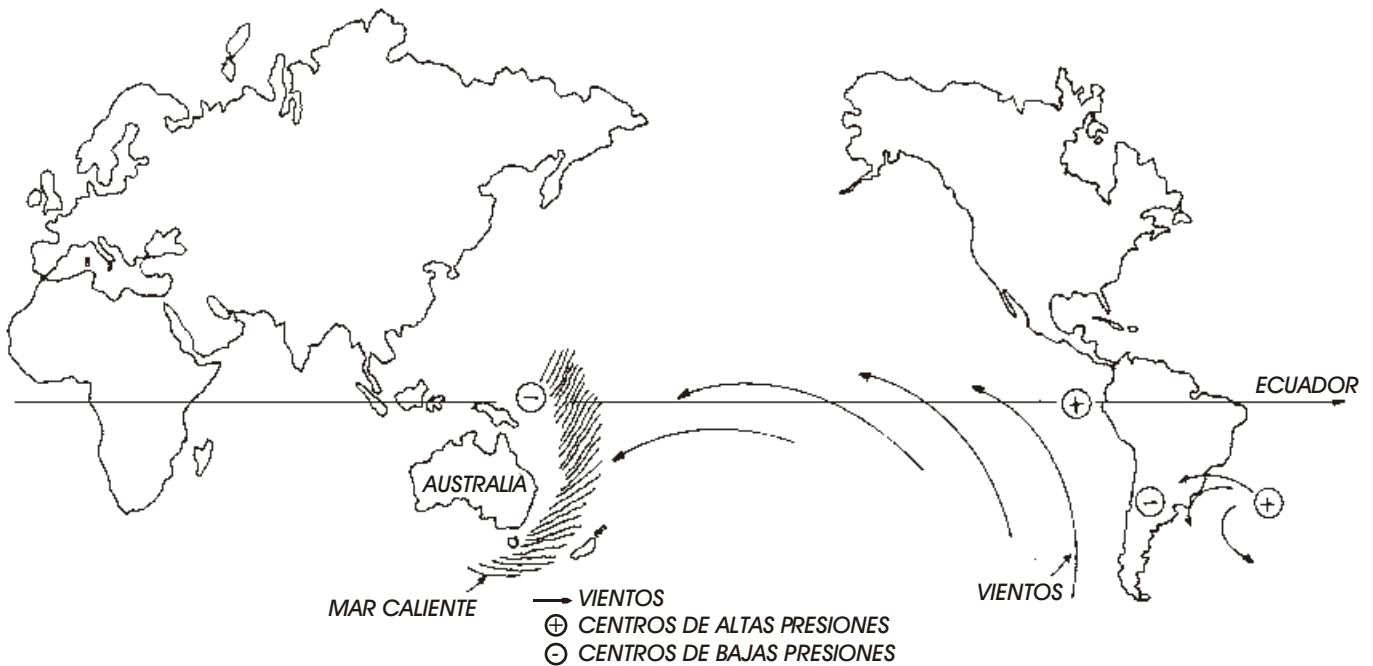 ECUADOR
AUSTRALIA
VIENTOS
MAR CALIENTE
VIENTOS
CENTROS DE ALTAS PRESIONES
CENTROS DE BAJAS PRESIONES